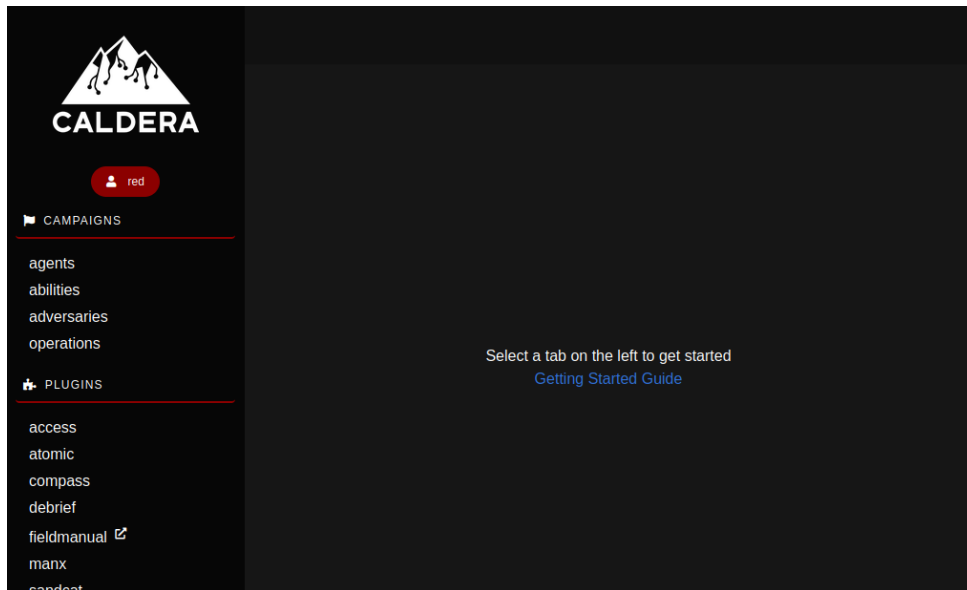 CALDERA
red
CAMPAIGNS
agents
abilities
adversaries
operations
PLUGINS
access
atomic
compass
debrief
fieldmanual
manx
sandcat
Select a tab on the left to get started
Getting Started Guide